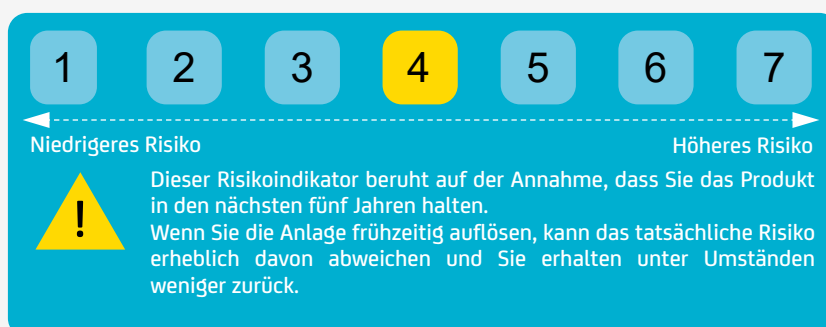 1 2 3 4 5 6 7
Niedrigeres Risiko Höheres Risiko
!
Dieser Risikoindikator beruht auf der Annahme, dass Sie das Produkt
in den nächsten fünf Jahren halten.
Wenn Sie die Anlage frühzeitig auflösen, kann das tatsächliche Risiko
erheblich davon abweichen und Sie erhalten unter Umständen
weniger zurück.